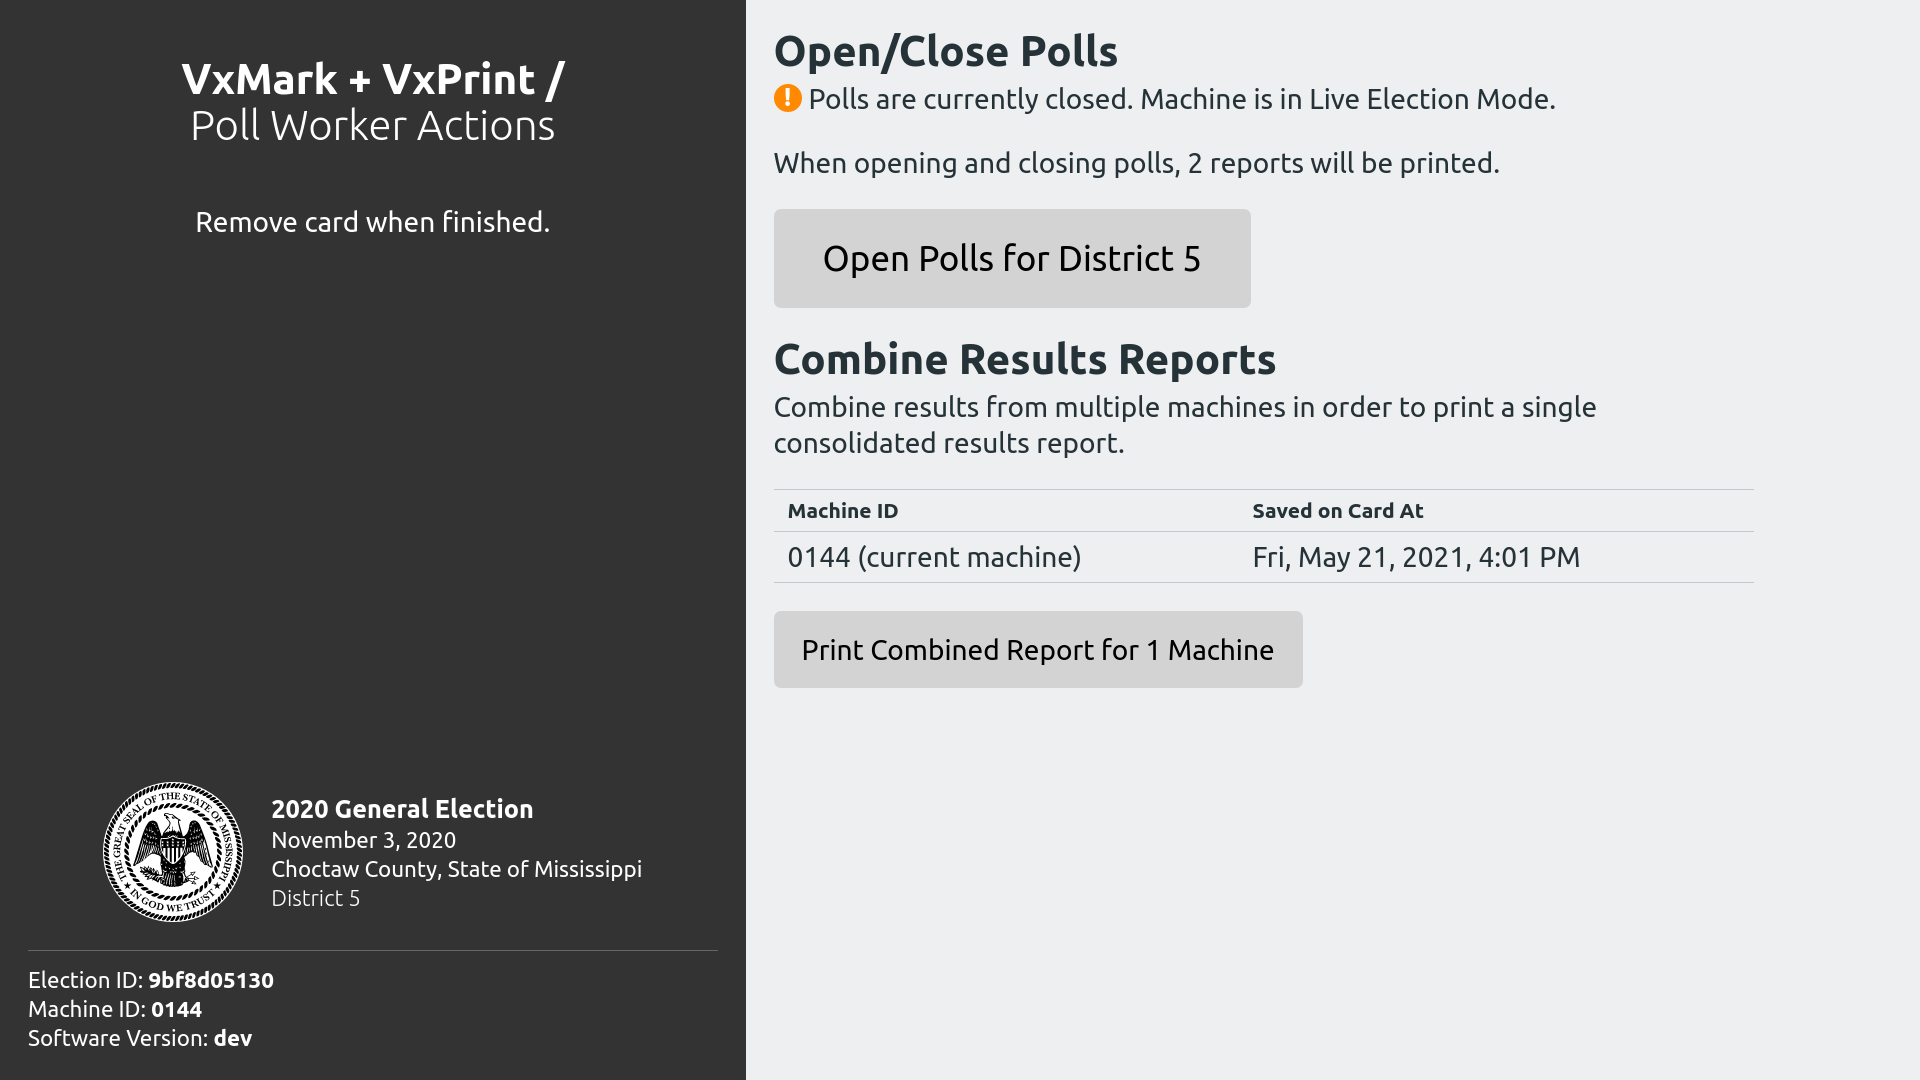 VxMark + VxPrint /
Poll Worker Actions
Remove card when finished.
THE GREAT SEAL OF THE STATE OF MISSISSIPPI
IN GOD WE TRUST
2020 General Election
November 3, 2020
Choctaw County, State of Mississippi
District 5
Election ID: 9bf8d05130
Machine ID: 0144
Software Version: dev
Open/Close Polls
! Polls are currently closed. Machine is in Live Election Mode.
When opening and closing polls, 2 reports will be printed.
Open Polls for District 5
Combine Results Reports
Combine results from multiple machines in order to print a single
consolidated results report.
Machine ID Saved on Card At
0144 (current machine) Fri, May 21, 2021, 4:01 PM
Print Combined Report for 1 Machine